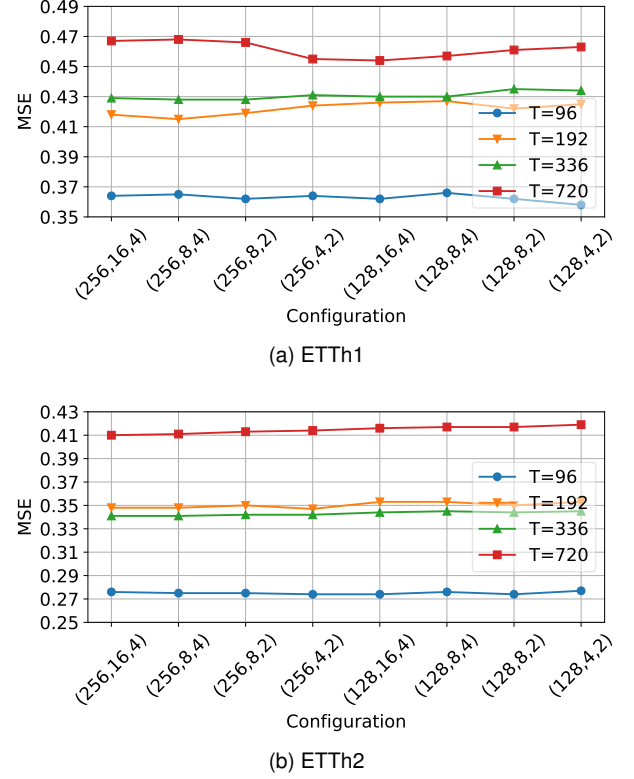 0.49
0.47
0.45
0.43
0.41
0.39
0.37
0.35
MSE
T=96
T=192
T=336
T=720
(256,16,4)
(256,8,4)
(256,8,2)
(256,4,2)
(128,16,4)
(128,8,4)
(128,8,2)
(128,4,2)
Configuration
(a) ETTh1
0.43
0.41
0.39
0.37
0.35
0.33
0.31
0.29
0.27
0.25
MSE
T=96
T=192
T=336
T=720
(256,16,4)
(256,8,4)
(256,8,2)
(256,4,2)
(128,16,4)
(128,8,4)
(128,8,2)
(128,4,2)
Configuration
(b) ETTh2